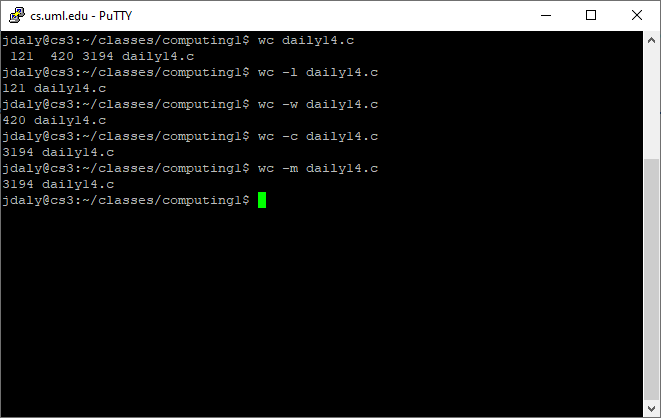 cs.uml.edu - PuTTY
jdaly@cs3:~/classes/computing1$ wc daily14.c
 121  420 3194 daily14.c
jdaly@cs3:~/classes/computing1$ wc -l daily14.c
121 daily14.c
jdaly@cs3:~/classes/computing1$ wc -w daily14.c
420 daily14.c
jdaly@cs3:~/classes/computing1$ wc -c daily14.c
3194 daily14.c
jdaly@cs3:~/classes/computing1$ wc -m daily14.c
3194 daily14.c
jdaly@cs3:~/classes/computing1$